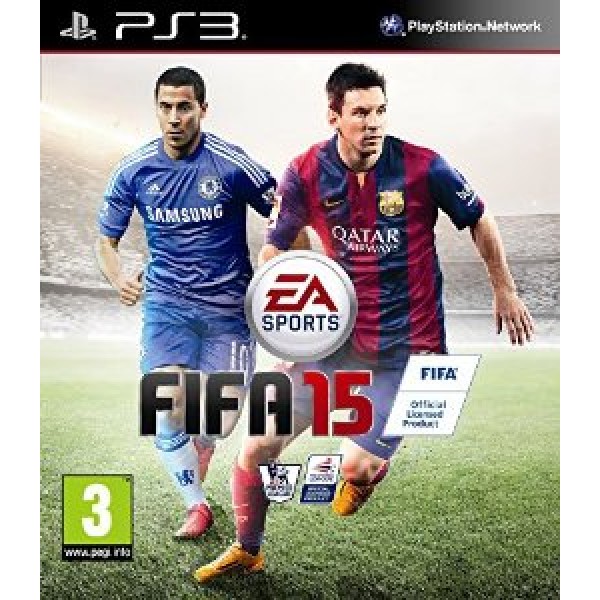 PS3
PlayStation®Network
SAMSUNG
QATAR
AIRWAYS
EA
SPORTS
FIFA 15
FIFA®
Official
Licensed
Product
3
www.pegi.info